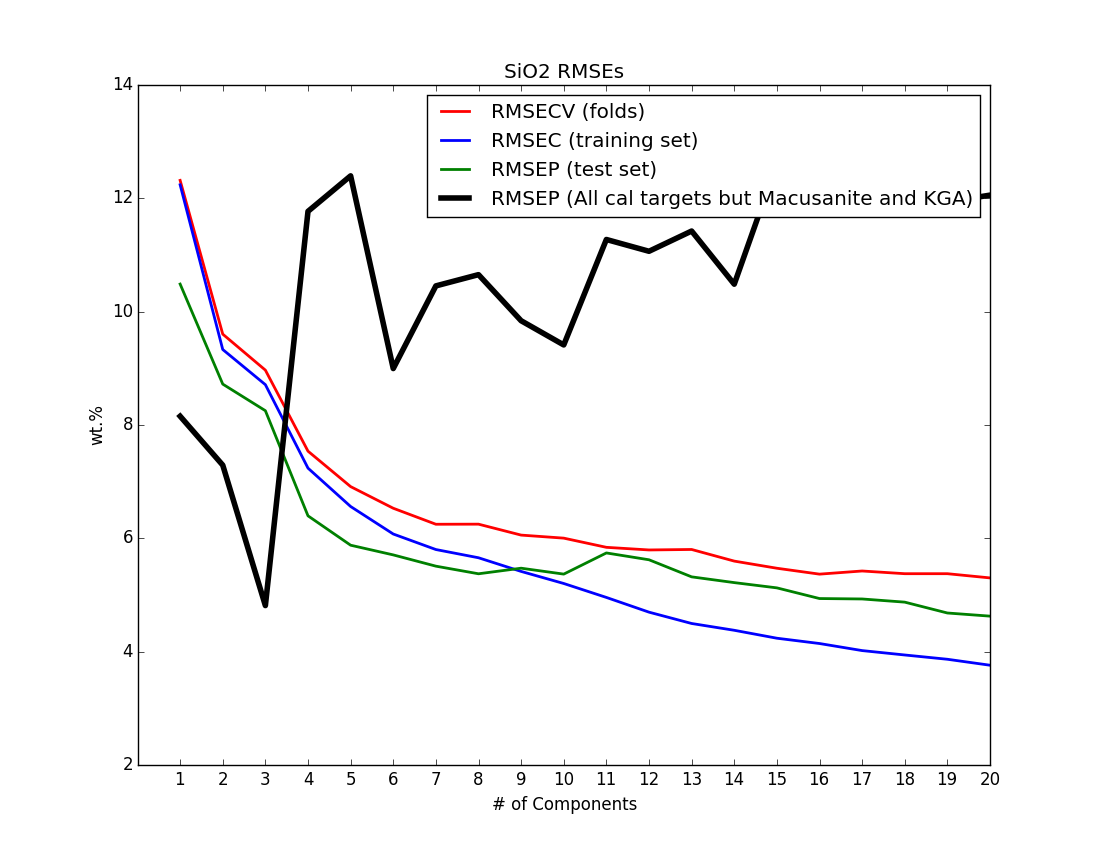 SiO2 RMSEs
RMSECV (folds)
RMSEC (training set)
RMSEP (test set)
RMSEP (All cal targets but Macusanite and KGA)
14
12
10
8
6
4
2
wt.%
1 2 3 4 5 6 7 8 9 10 11 12 13 14 15 16 17 18 19 20
# of Components